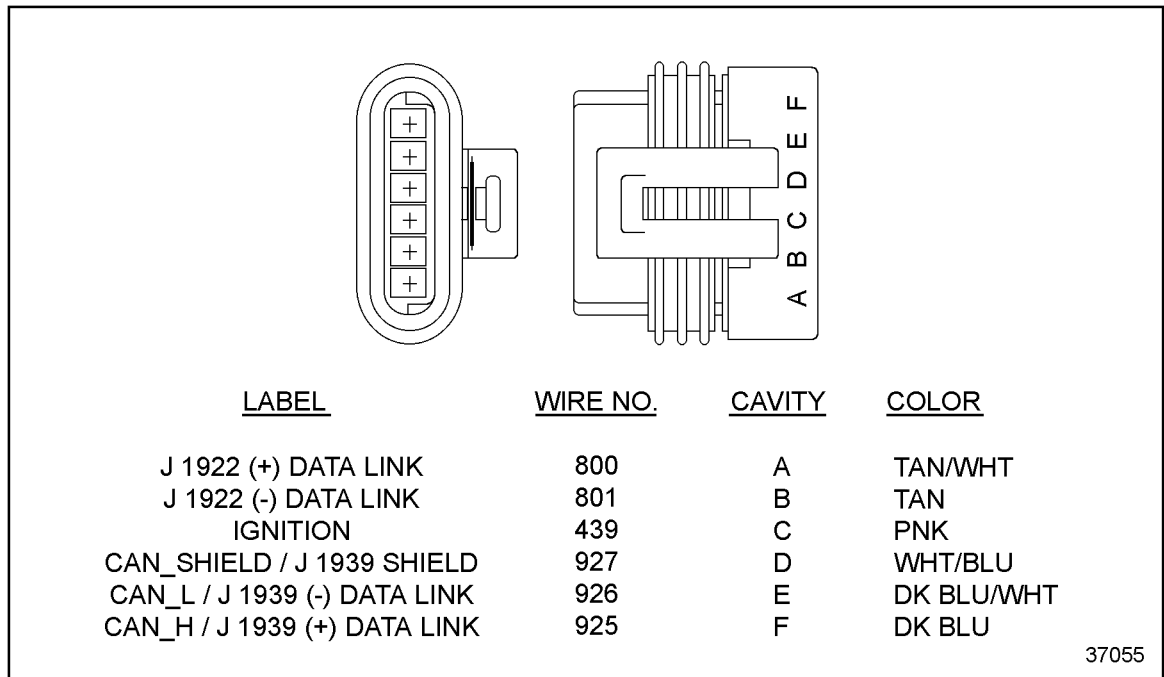 F
E
D
C
B
A
LABEL WIRE NO. CAVITY COLOR
J 1922 (+) DATA LINK 800 A TAN/WHT
J 1922 (-) DATA LINK 801 B TAN
IGNITION 439 C PNK
CAN_SHIELD / J 1939 SHIELD 927 D WHT/BLU
CAN_L / J 1939 (-) DATA LINK 926 E DK BLU/WHT
CAN_H / J 1939 (+) DATA LINK 925 F DK BLU
37055